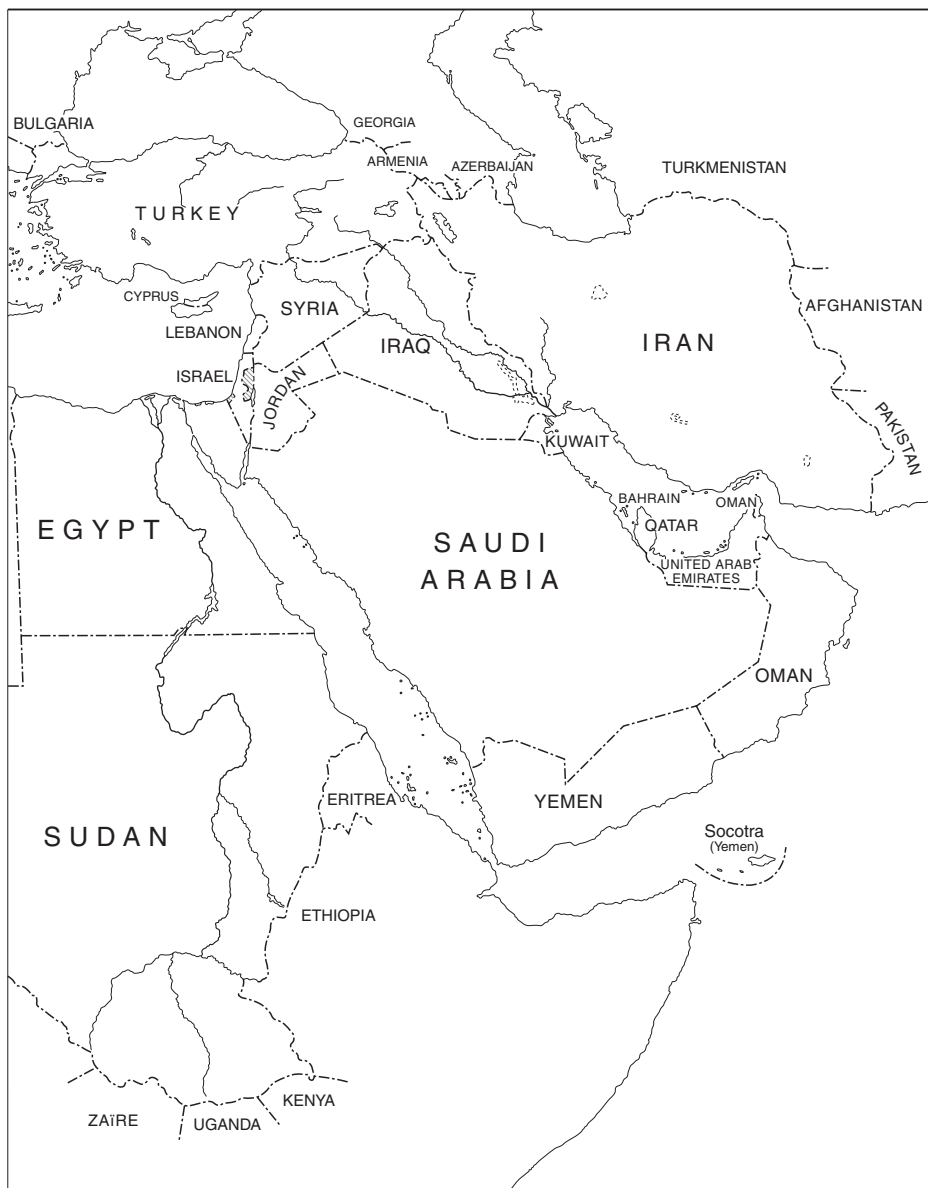 BULGARIA
GEORGIA
ARMENIA
AZERBAIJAN
TURKMENISTAN
TURKEY
CYPRUS
SYRIA
LEBANON
AFGHANISTAN
IRAQ
IRAN
ISRAEL
JORDAN
PAKISTAN
KUWAIT
BAHRAIN
OMAN
QATAR
EGYPT
SAUDI
ARABIA
UNITED ARAB
EMIRATES
OMAN
ERITREA
YEMEN
SUDAN
Socotra
(Yemen)
ETHIOPIA
KENYA
ZAïRE
UGANDA